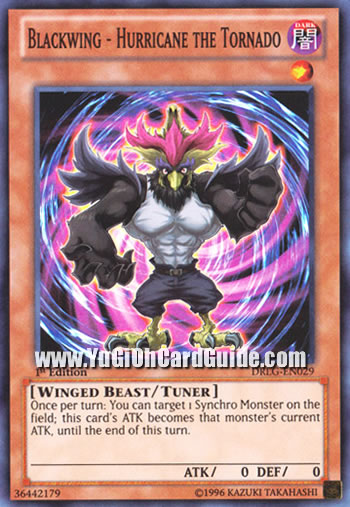 BLACKWING - HURRICANE THE TORNADO
DARK
闇
www.YuGiOhCardGuide.com
1st Edition
DRLG-EN029
[WINGED BEAST/TUNER]
Once per turn: You can target 1 Synchro Monster on the
field; this card's ATK becomes that monster's current
ATK, until the end of this turn.
ATK/ 0 DEF/ 0
36442179
©1996 KAZUKI TAKAHASHI